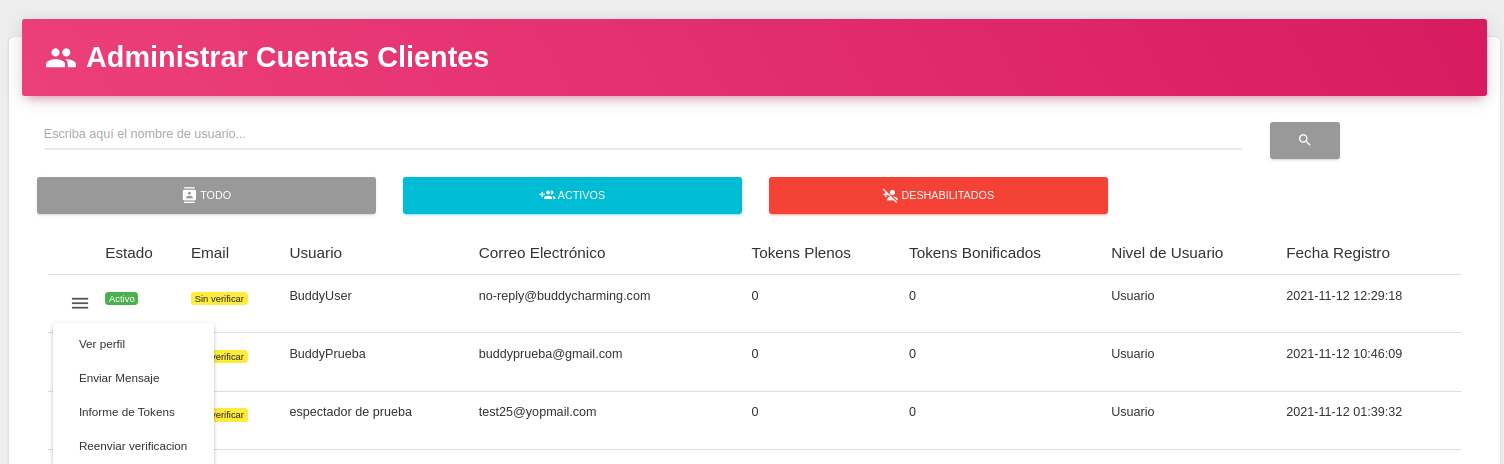 Administrar Cuentas Clientes
Escriba aquí el nombre de usuario...
TODO ACTIVOS DESHABILITADOS
Estado Email Usuario Correo Electrónico Tokens Plenos Tokens Bonificados Nivel de Usuario Fecha Registro
Activo Sin verificar BuddyUser no-reply@buddycharming.com 0 0 Usuario 2021-11-12 12:29:18
Ver perfil
verificar BuddyPrueba buddyprueba@gmail.com 0 0 Usuario 2021-11-12 10:46:09
Enviar Mensaje
Informe de Tokens
verificar espectador de prueba test25@yopmail.com 0 0 Usuario 2021-11-12 01:39:32
Reenviar verificacion